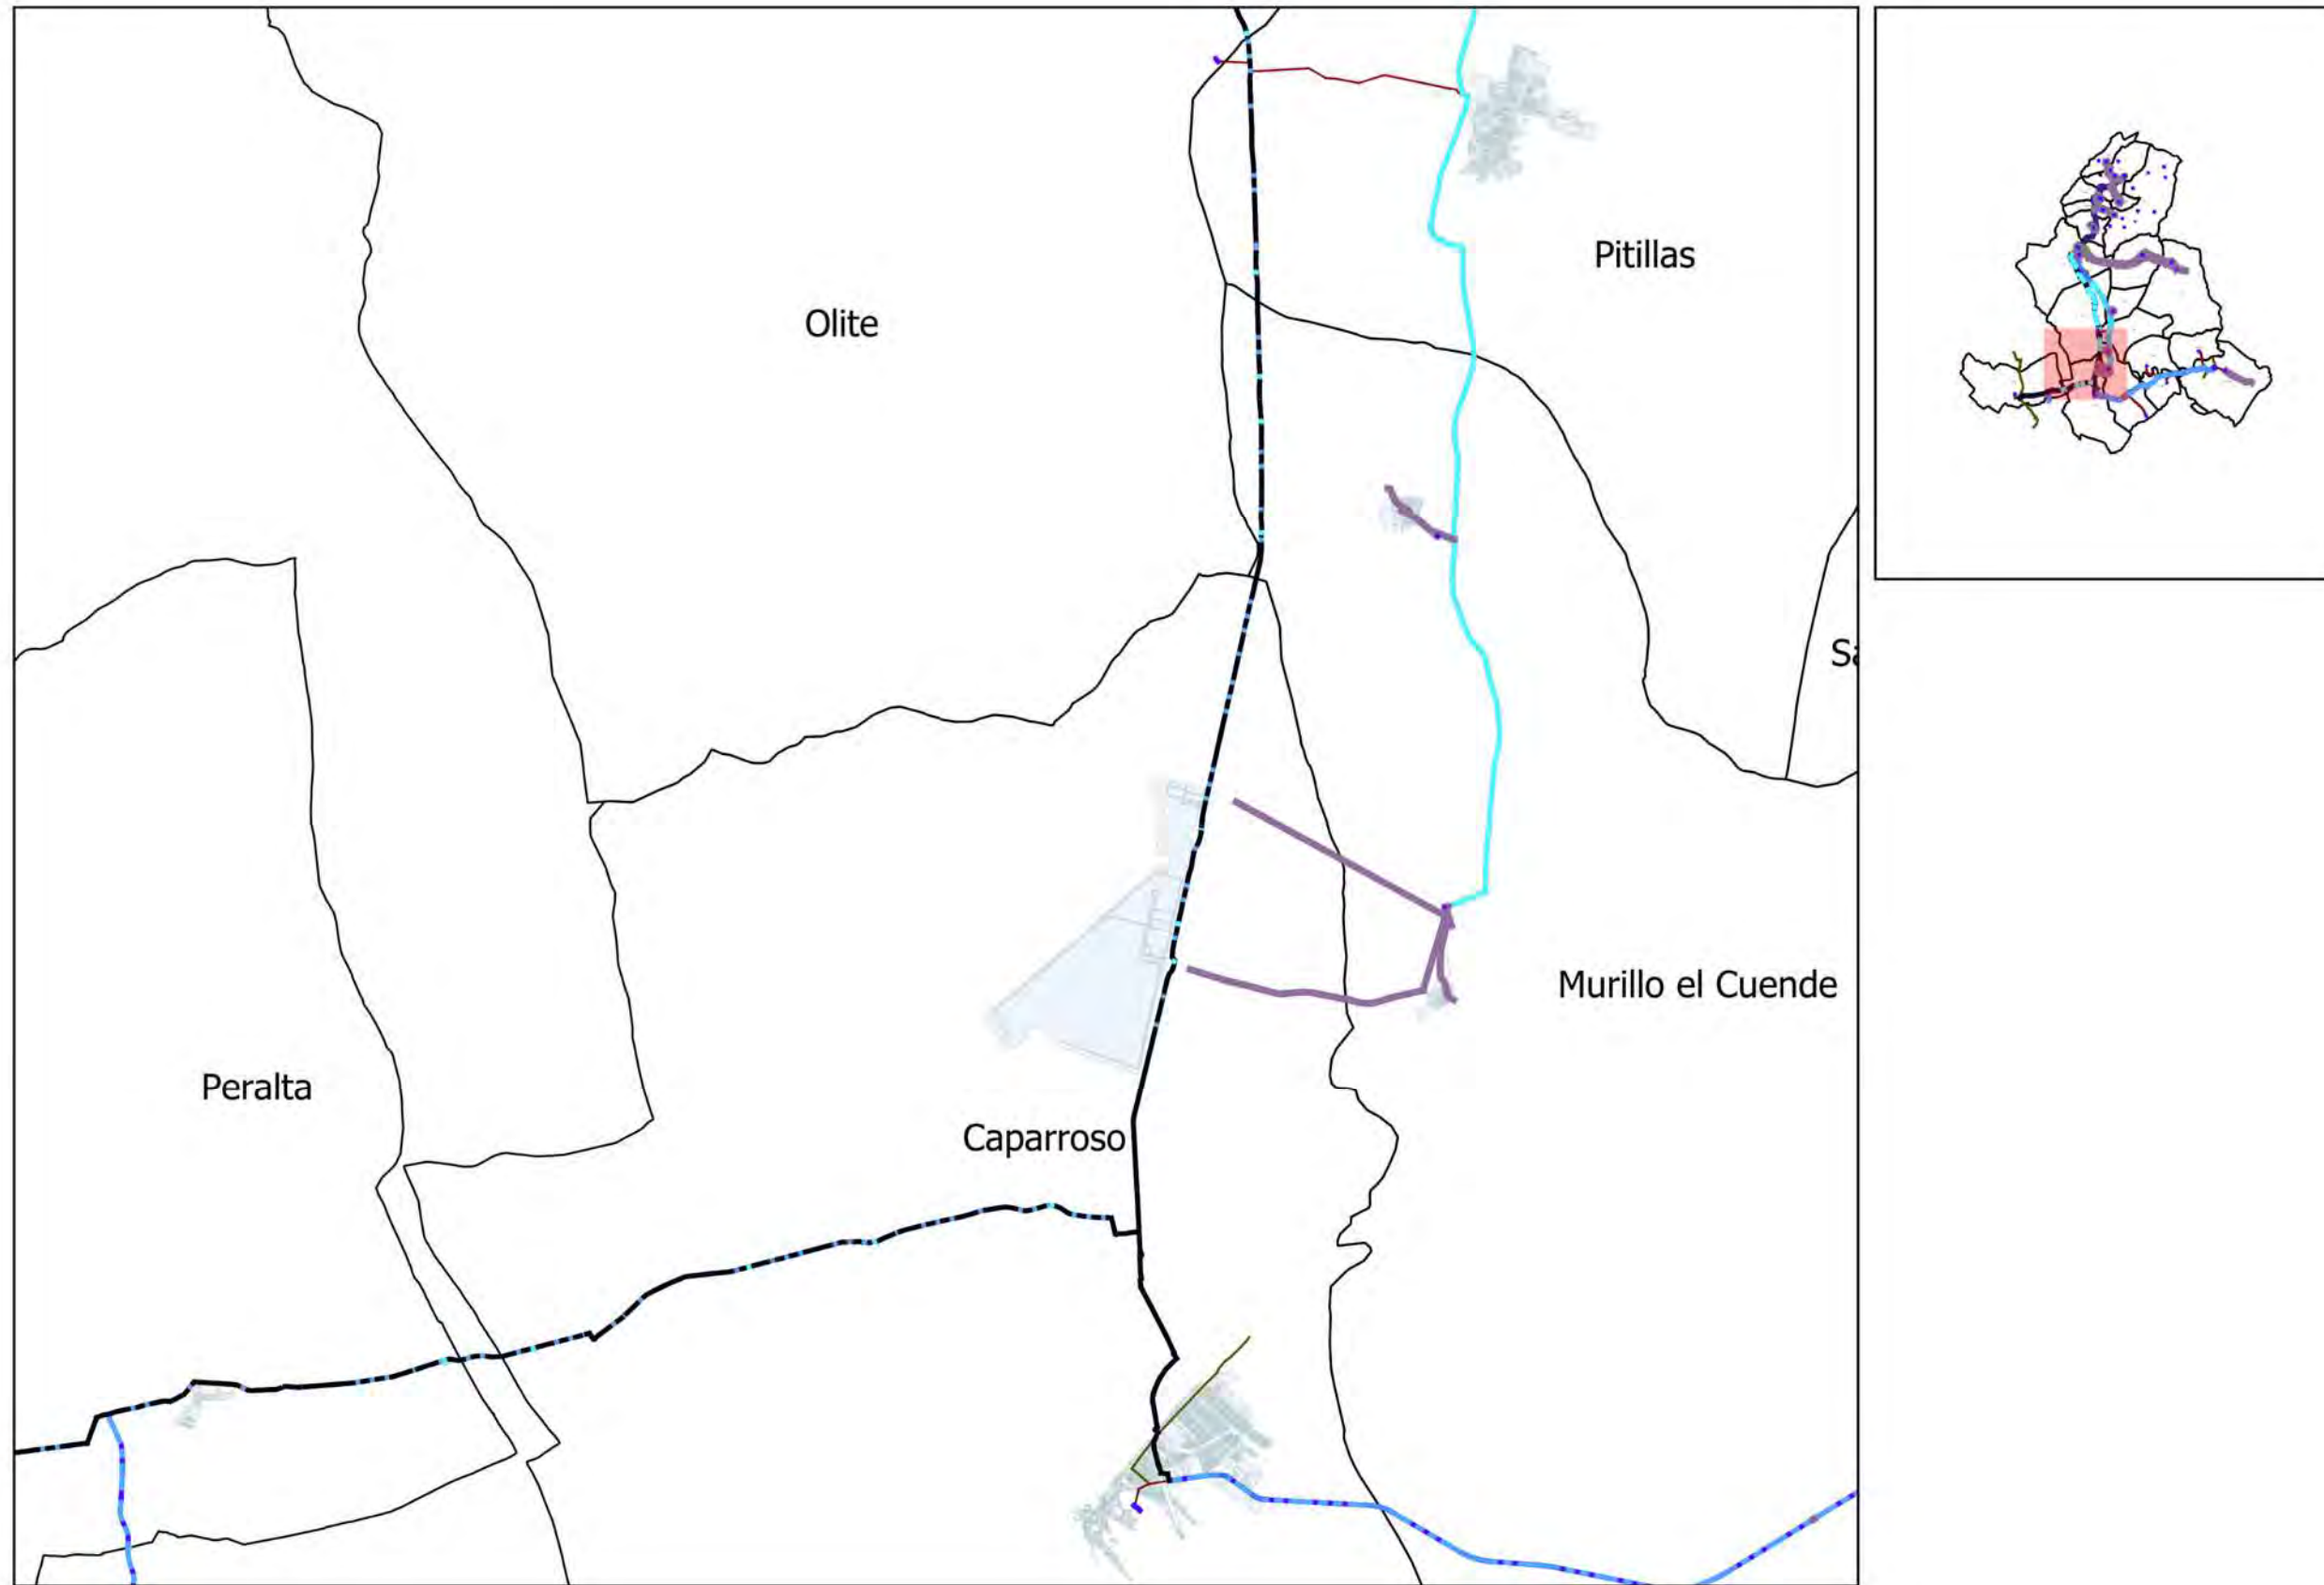 Pitillas
Olite
Murillo el Cuende
Peralta
Caparroso